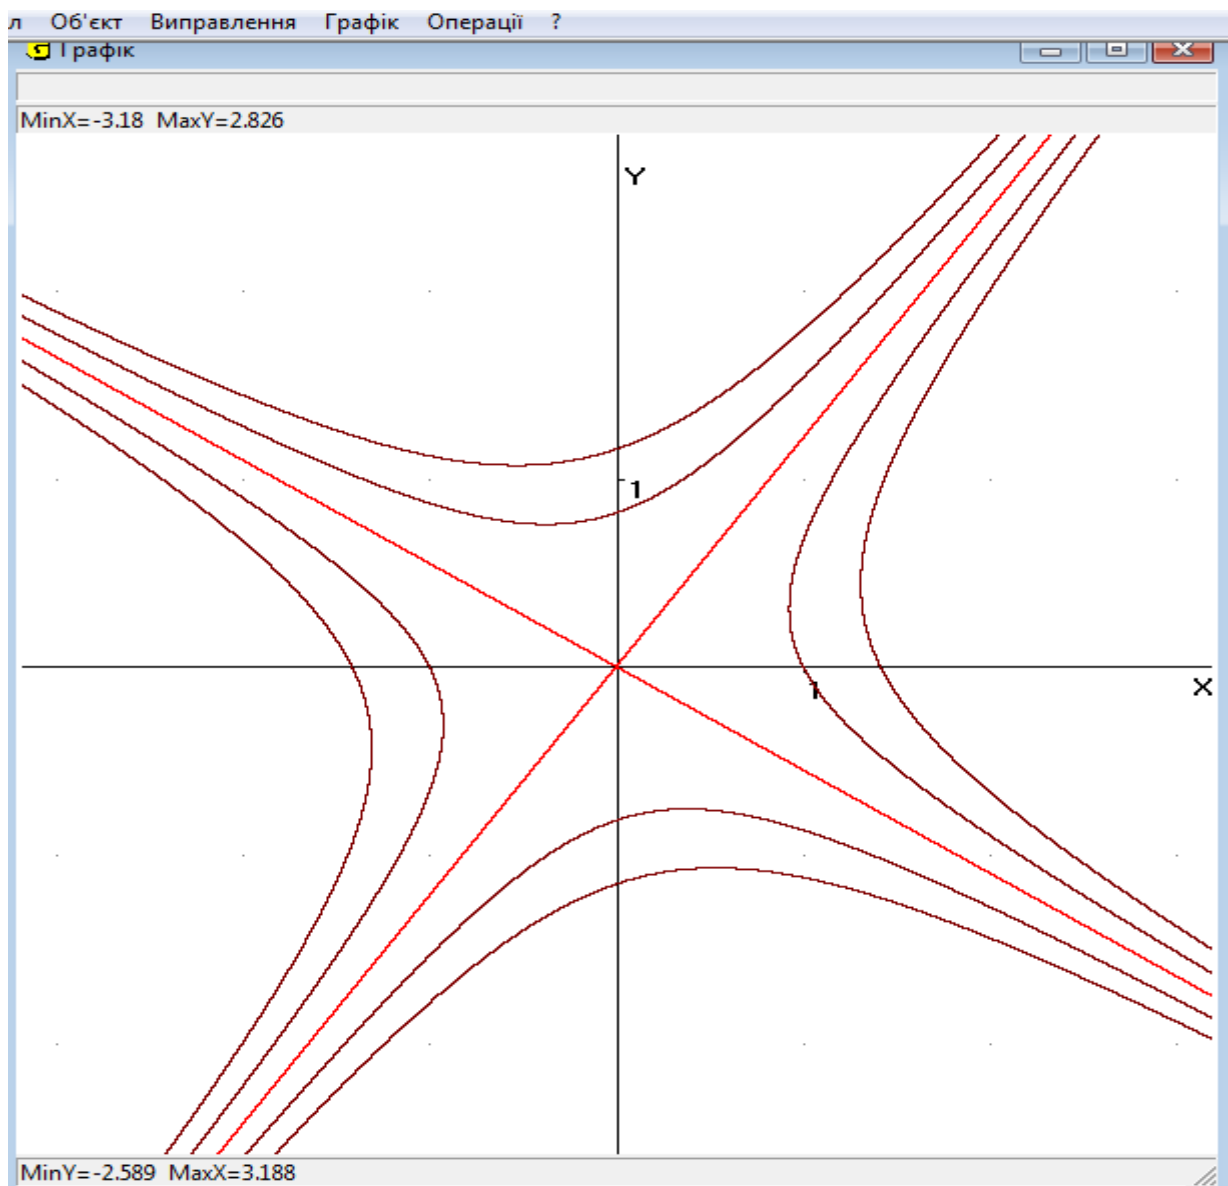 л Об'єкт Виправлення Графік Операції ?
Графік
MinX=-3.18 MaxY=2.826
Y
1
1
X
MinY=-2.589 MaxX=3.188